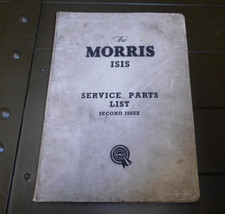 The
MORRIS
ISIS
SERVICE PARTS
LIST
SECOND ISSUE